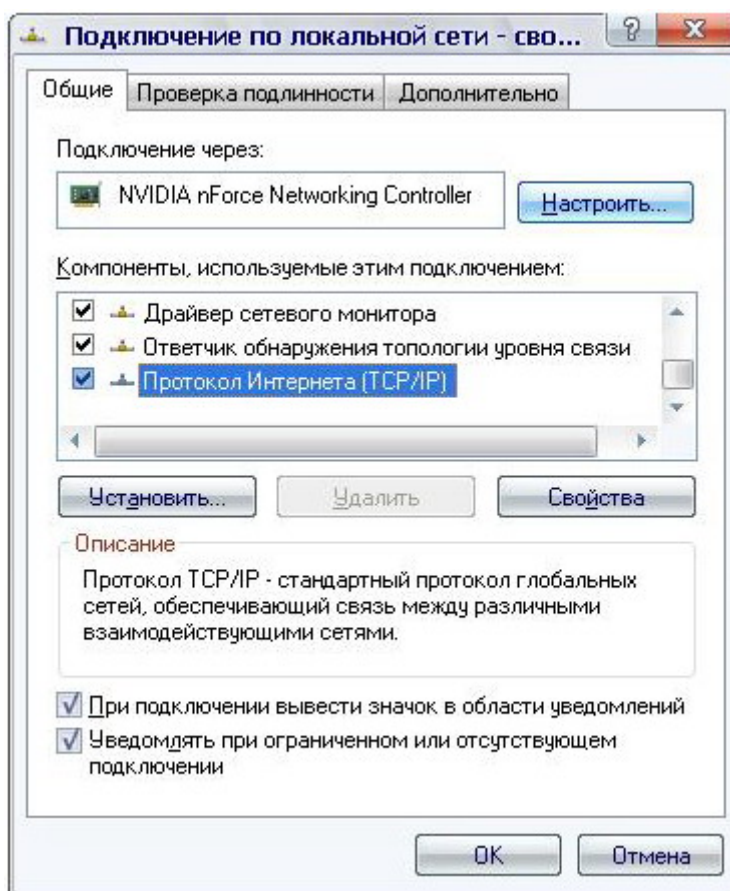 Подключение по локальной сети - сво...
Общие
Проверка подлинности
Дополнительно
Подключение через:
NVIDIA nForce Networking Controller
Настроить...
Компоненты, используемые этим подключением:
Драйвер сетевого монитора
Ответчик обнаружения топологии уровня связи
Протокол Интернета (TCP/IP)
Установить...
Удалить
Свойства
Описание
Протокол TCP/IP - стандартный протокол глобальных
сетей, обеспечивающий связь между различными
взаимодействующими сетями.
При подключении вывести значок в области уведомлений
Уведомлять при ограниченном или отсутствующем
подключении
OK
Отмена